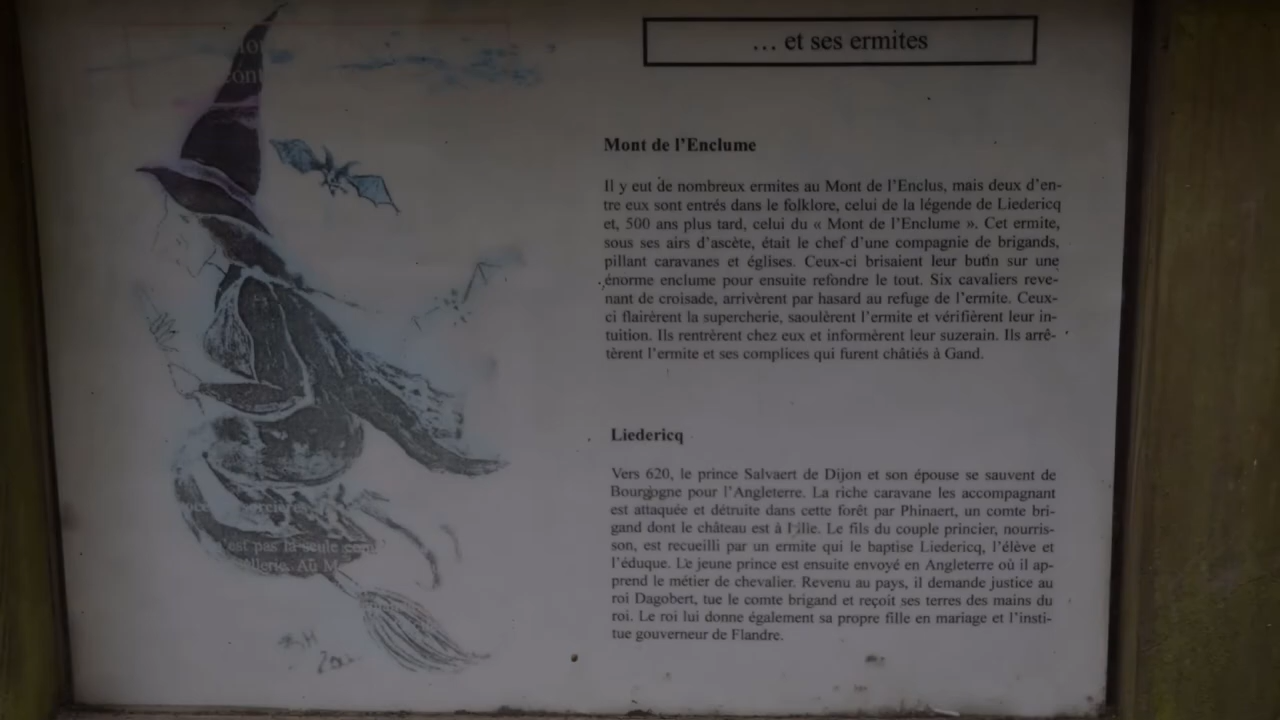 … et ses ermites
Mont de l'Enclume
Il y eut de nombreux ermites au Mont de l'Enclus, mais deux d'en-
tre eux sont entrés dans le folklore, celui de la légende de Liedericq
et, 500 ans plus tard, celui du « Mont de l'Enclume ». Cet ermite,
sous ses airs d'ascète, était le chef d'une compagnie de brigands,
pillant caravanes et églises. Ceux-ci brisaient leur butin sur une
énorme enclume pour ensuite refondre le tout. Six cavaliers reve-
nant de croisade, arrivèrent par hasard au refuge de l'ermite. Ceux-
ci flairèrent la supercherie, saoulèrent l'ermite et vérifièrent leur in-
tuition. Ils rentrèrent chez eux et informèrent leur suzerain. Ils arrê-
tèrent l'ermite et ses complices qui furent châtiés à Gand.
Liedericq
Vers 620, le prince Salvaert de Dijon et son épouse se sauvent de
Bourgogne pour l'Angleterre. La riche caravane les accompagnant
est attaquée et détruite dans cette forêt par Phinaert, un comte bri-
gand dont le château est à Lille. Le fils du couple princier, nourris-
son, est recueilli par un ermite qui le baptise Liedericq, l'élève et
l'éduque. Le jeune prince est ensuite envoyé en Angleterre où il ap-
prend le métier de chevalier. Revenu au pays, il demande justice au
roi Dagobert, tue le comte brigand et reçoit ses terres des mains du
roi. Le roi lui donne également sa propre fille en mariage et l'insti-
tue gouverneur de Flandre.
est pas la seule
Au